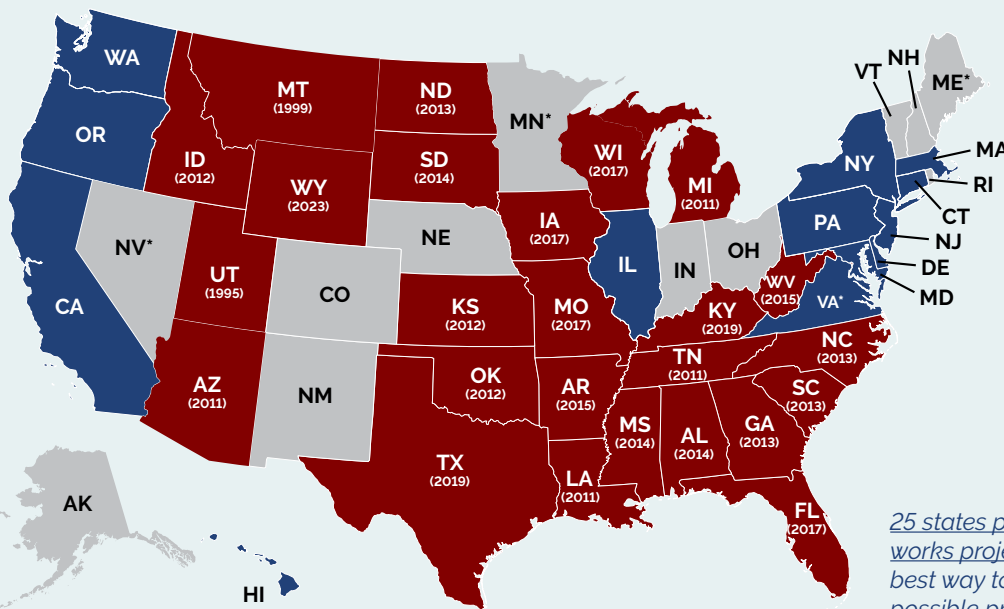 WA
MT
(1999)
ND
(2013)
MN*
VT
NH
ME*
OR
ID
(2012)
WY
(2023)
SD
(2014)
WI
(2017)
MI
(2011)
NY
MA
RI
CT
NJ
DE
MD
PA
NV*
UT
(1995)
CO
NE
IA
(2017)
IL
IN
OH
WV
(2015)
VA*
CA
KS
(2012)
MO
(2017)
KY
(2019)
NC
(2013)
AZ
(2011)
NM
OK
(2012)
AR
(2015)
TN
(2011)
SC
(2013)
MS
(2014)
AL
(2014)
GA
(2013)
TX
(2019)
LA
(2011)
FL
(2017)
AK
HI
25 states p
works proje
best way to
possible pr